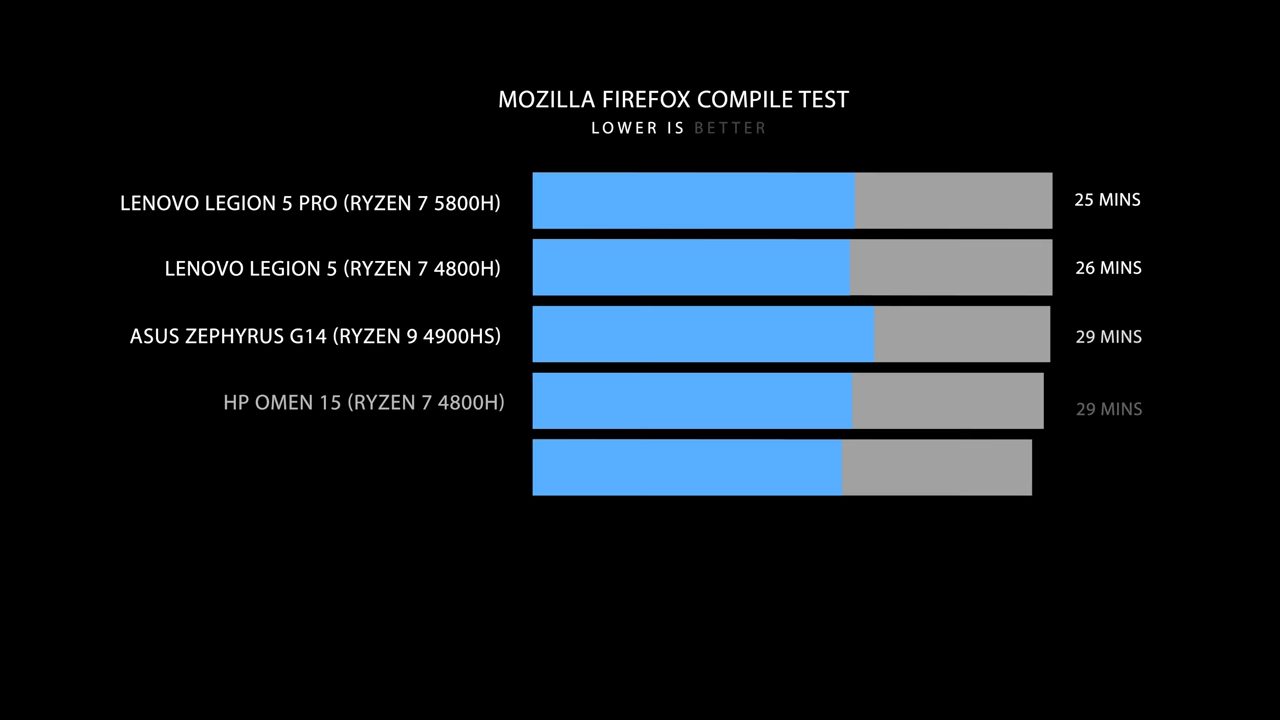 MOZILLA FIREFOX COMPILE TEST
LOWER IS BETTER
LENOVO LEGION 5 PRO (RYZEN 7 5800H) 25 MINS
LENOVO LEGION 5 (RYZEN 7 4800H) 26 MINS
ASUS ZEPHYRUS G14 (RYZEN 9 4900HS) 29 MINS
HP OMEN 15 (RYZEN 7 4800H) 29 MINS